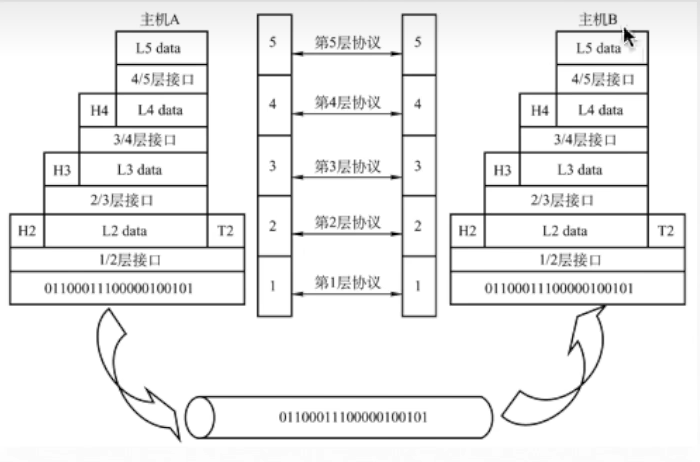 主机A
主机B
L5 data
5
第5层协议
5
L5 data
4/5层接口
4/5层接口
H4
L4 data
4
第4层协议
4
H4
L4 data
3/4层接口
3/4层接口
H3
L3 data
3
第3层协议
3
H3
L3 data
2/3层接口
2/3层接口
H2
L2 data
T2
2
第2层协议
2
H2
L2 data
T2
1/2层接口
1/2层接口
01100011100000100101
1
第1层协议
1
01100011100000100101
01100011100000100101